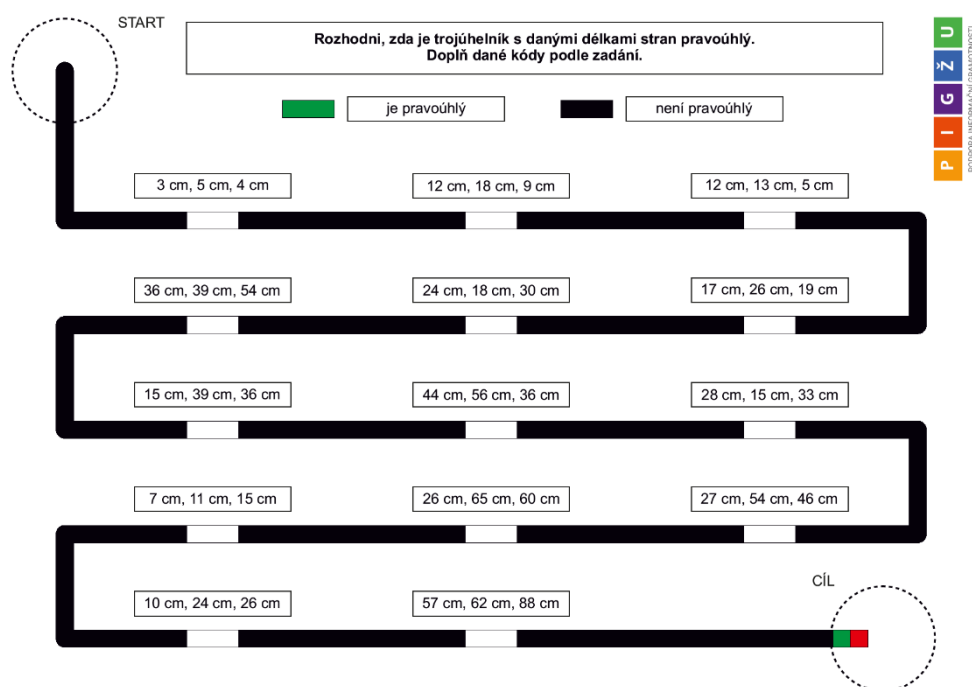 START
Rozhodni, zda je trojúhelník s danými délkami stran pravoúhlý.
Doplň dané kódy podle zadání.
je pravoúhlý
není pravoúhlý
PIGŽU
PODPORA INFORMAČNÍ GRAMOTNOSTI
3 cm, 5 cm, 4 cm
12 cm, 18 cm, 9 cm
12 cm, 13 cm, 5 cm
36 cm, 39 cm, 54 cm
24 cm, 18 cm, 30 cm
17 cm, 26 cm, 19 cm
15 cm, 39 cm, 36 cm
44 cm, 56 cm, 36 cm
28 cm, 15 cm, 33 cm
7 cm, 11 cm, 15 cm
26 cm, 65 cm, 60 cm
27 cm, 54 cm, 46 cm
10 cm, 24 cm, 26 cm
57 cm, 62 cm, 88 cm
CÍL